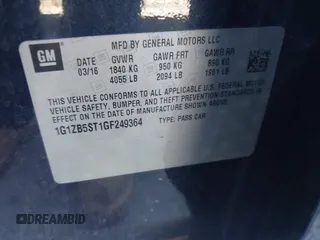 GM
MFD BY GENERAL MOTORS LLC
DATE GVWR GAWR FRT GAWR RR
03/16 1840 KG 950 KG 890 KG
4055 LB 2094 LB LB
THIS VEHICLE CONFORMS TO ALL APPLICABLE U.S. FEDERAL MOTOR
VEHICLE SAFETY, BUMPER, AND THEFT PREVENTION STANDARDS IN
EFFECT ON THE DATE OF MANUFACTURE SHOWN ABOVE.
1G1ZB5ST1GF249364 TYPE: PASS CAR
DREAMBID